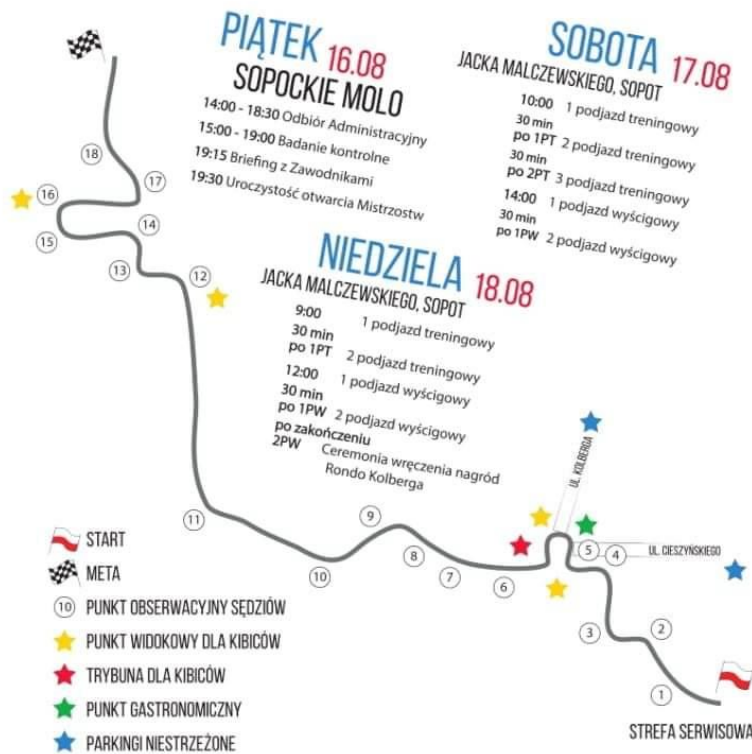 PIĄTEK 16.08
SOPOCKIE MOLO
14:00 - 18:30 Odbiór Administracyjny
15:00 - 19:00 Badanie kontrolne
19:15 Briefing z Zawodnikami
19:30 Uroczystość otwarcia Mistrzostw
SOBOTA 17.08
JACKA MALCZEWSKIEGO, SOPOT
10:00 1 podjazd treningowy
30 min
po 1PT 2 podjazd treningowy
30 min
po 2PT 3 podjazd treningowy
14:00 1 podjazd wyścigowy
30 min
po 1PW 2 podjazd wyścigowy
NIEDZIELA 18.08
JACKA MALCZEWSKIEGO, SOPOT
9:00 1 podjazd treningowy
30 min
po 1PT 2 podjazd treningowy
12:00 1 podjazd wyścigowy
30 min
po 1PW 2 podjazd wyścigowy
po zakończeniu
2PW Ceremonia wręczenia nagród
Rondo Kolberga
18
17
16
15
14
13
12
11
10
9
8
7
6
5
4
3
2
1
UL. KOLBERGA
UL. CIESZYŃSKIEGO
STREFA SERWISOWA
START
META
10 PUNKT OBSERWACYJNY SĘDZIÓW
PUNKT WIDOKOWY DLA KIBICÓW
TRYBUNA DLA KIBICÓW
PUNKT GASTRONOMICZNY
PARKINGI NIESTRZEŻONE